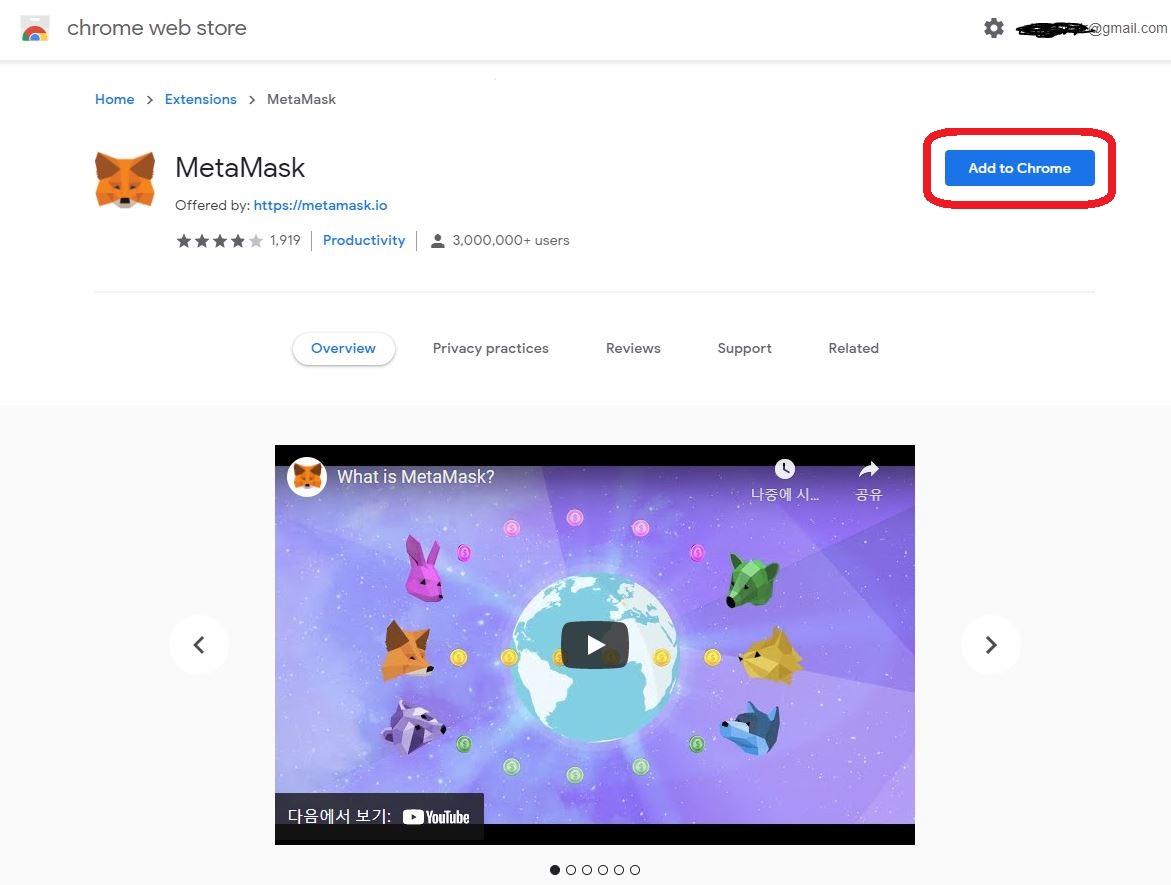 chrome web store
@gmail.com
Home > Extensions > MetaMask
MetaMask
Add to Chrome
Offered by: https://metamask.io
1,919 Productivity 3,000,000+ users
Overview Privacy practices Reviews Support Related
What is MetaMask?
나중에 시... 공유
다음에서 보기: YouTube